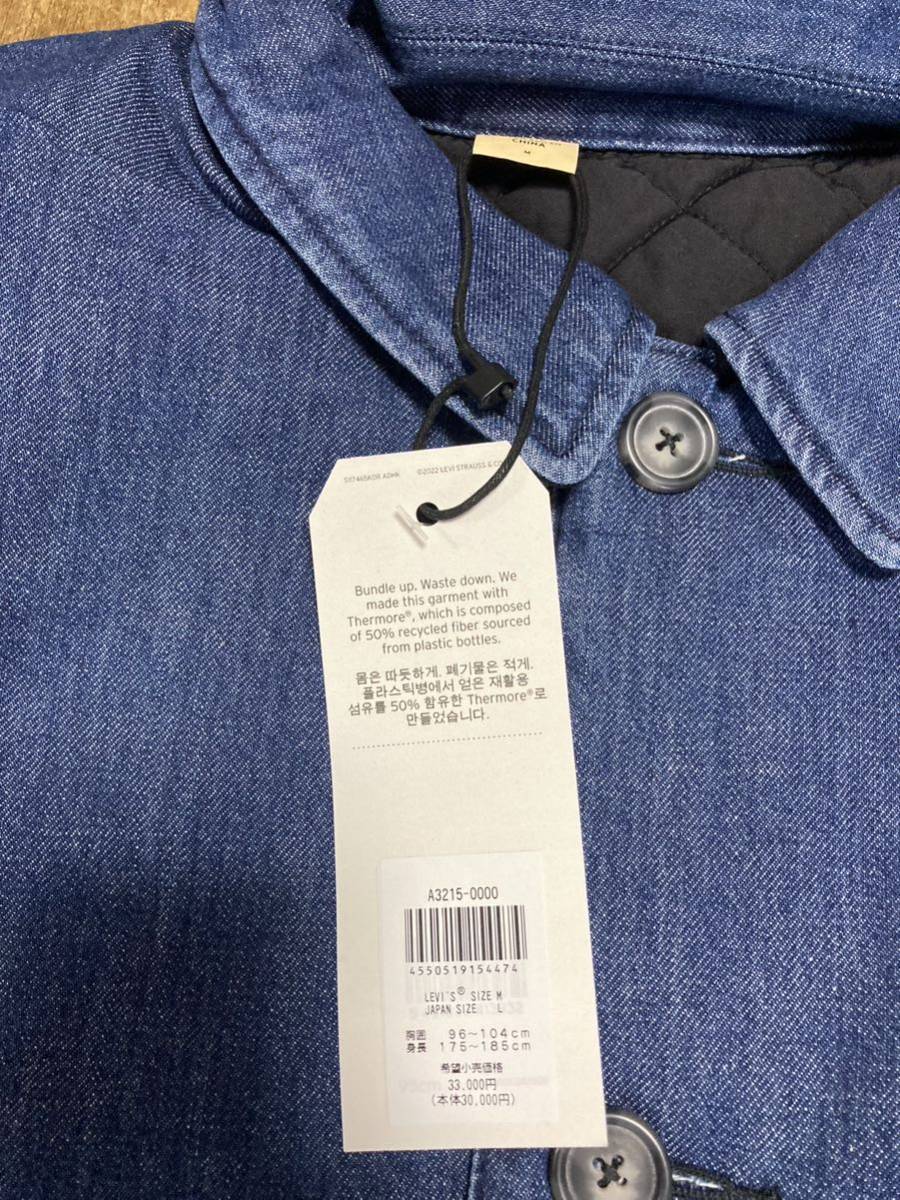 CHINA
M
©2022 LEVI STRAUSS & CO
Bundle up. Waste down. We
made this garment with
Thermore®, which is composed
of 50% recycled fiber sourced
from plastic bottles.
몸은 따듯하게. 폐기물은 적게.
플라스틱병에서 얻은 재활용
섬유를 50% 함유한 Thermore®로
만들었습니다.
A3215-0000
4550519154474
LEVI'S® SIZE M
JAPAN SIZE L
胸囲 96~104cm
身長 175~185cm
希望小売価格
33,000円
(本体30,000円)